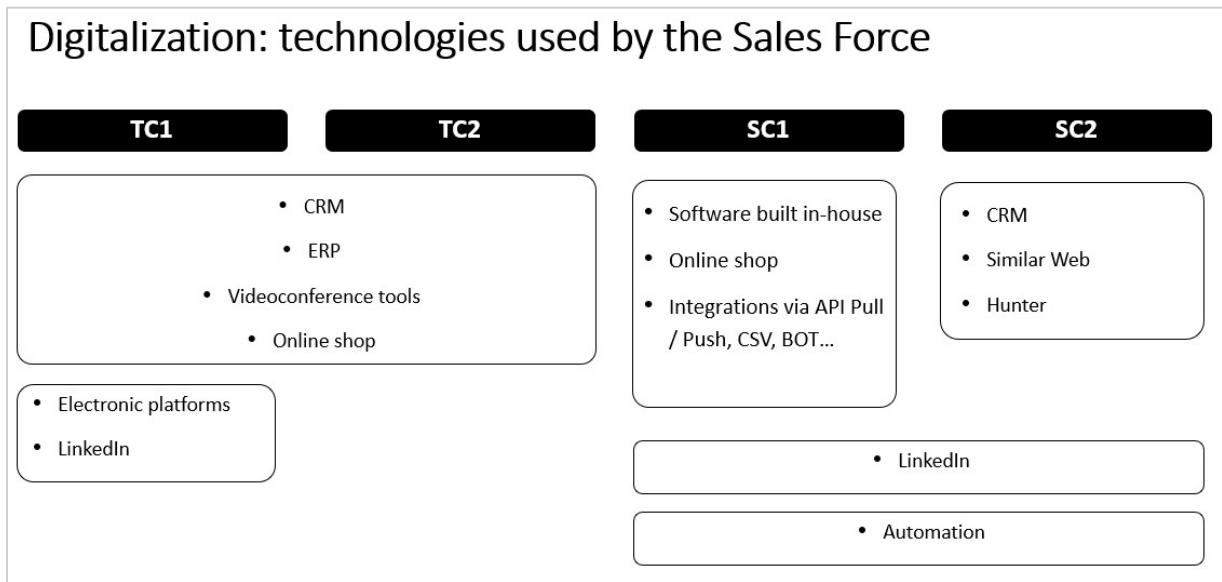 Digitalization: technologies used by the Sales Force
TC1
TC2
SC1
SC2
• CRM
• ERP
• Videoconference tools
• Online shop
• Electronic platforms
• LinkedIn
• Software built in-house
• Online shop
• Integrations via API Pull
/ Push, CSV, BOT...
• CRM
• Similar Web
• Hunter
• LinkedIn
• Automation